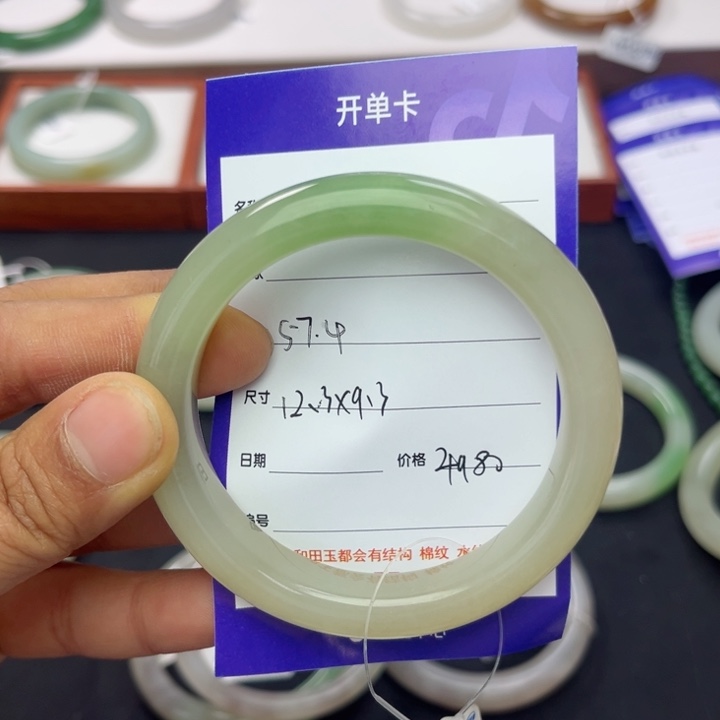 开单卡
57.4
尺寸 12.3X9.3
日期 价格 24980
和田玉都会有结构 棉纹